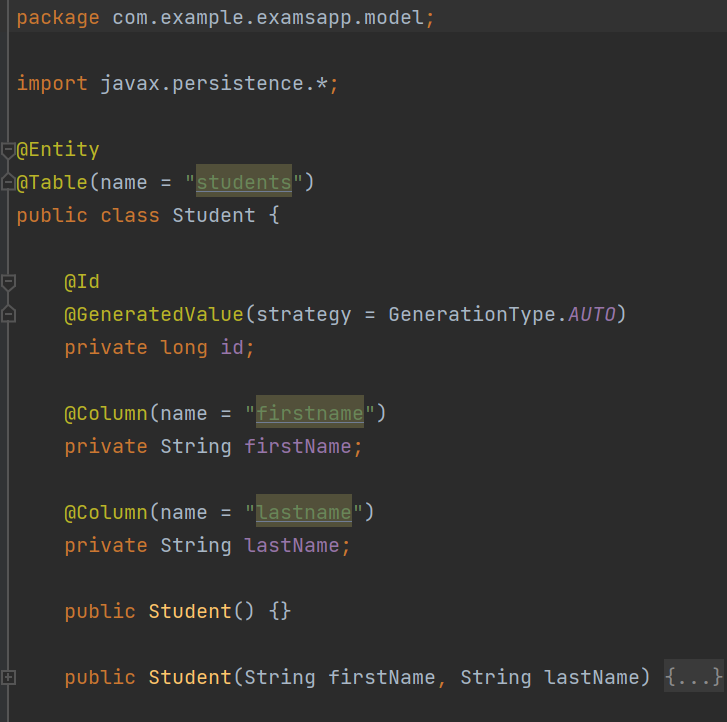 package com.example.examsapp.model;
import javax.persistence.*;
@Entity
@Table(name = "students")
public class Student {
@Id
@GeneratedValue(strategy = GenerationType.AUTO)
private long id;
@Column(name = "firstname")
private String firstName;
@Column(name = "lastname")
private String lastName;
public Student() {}
public Student(String firstName, String lastName) {...}